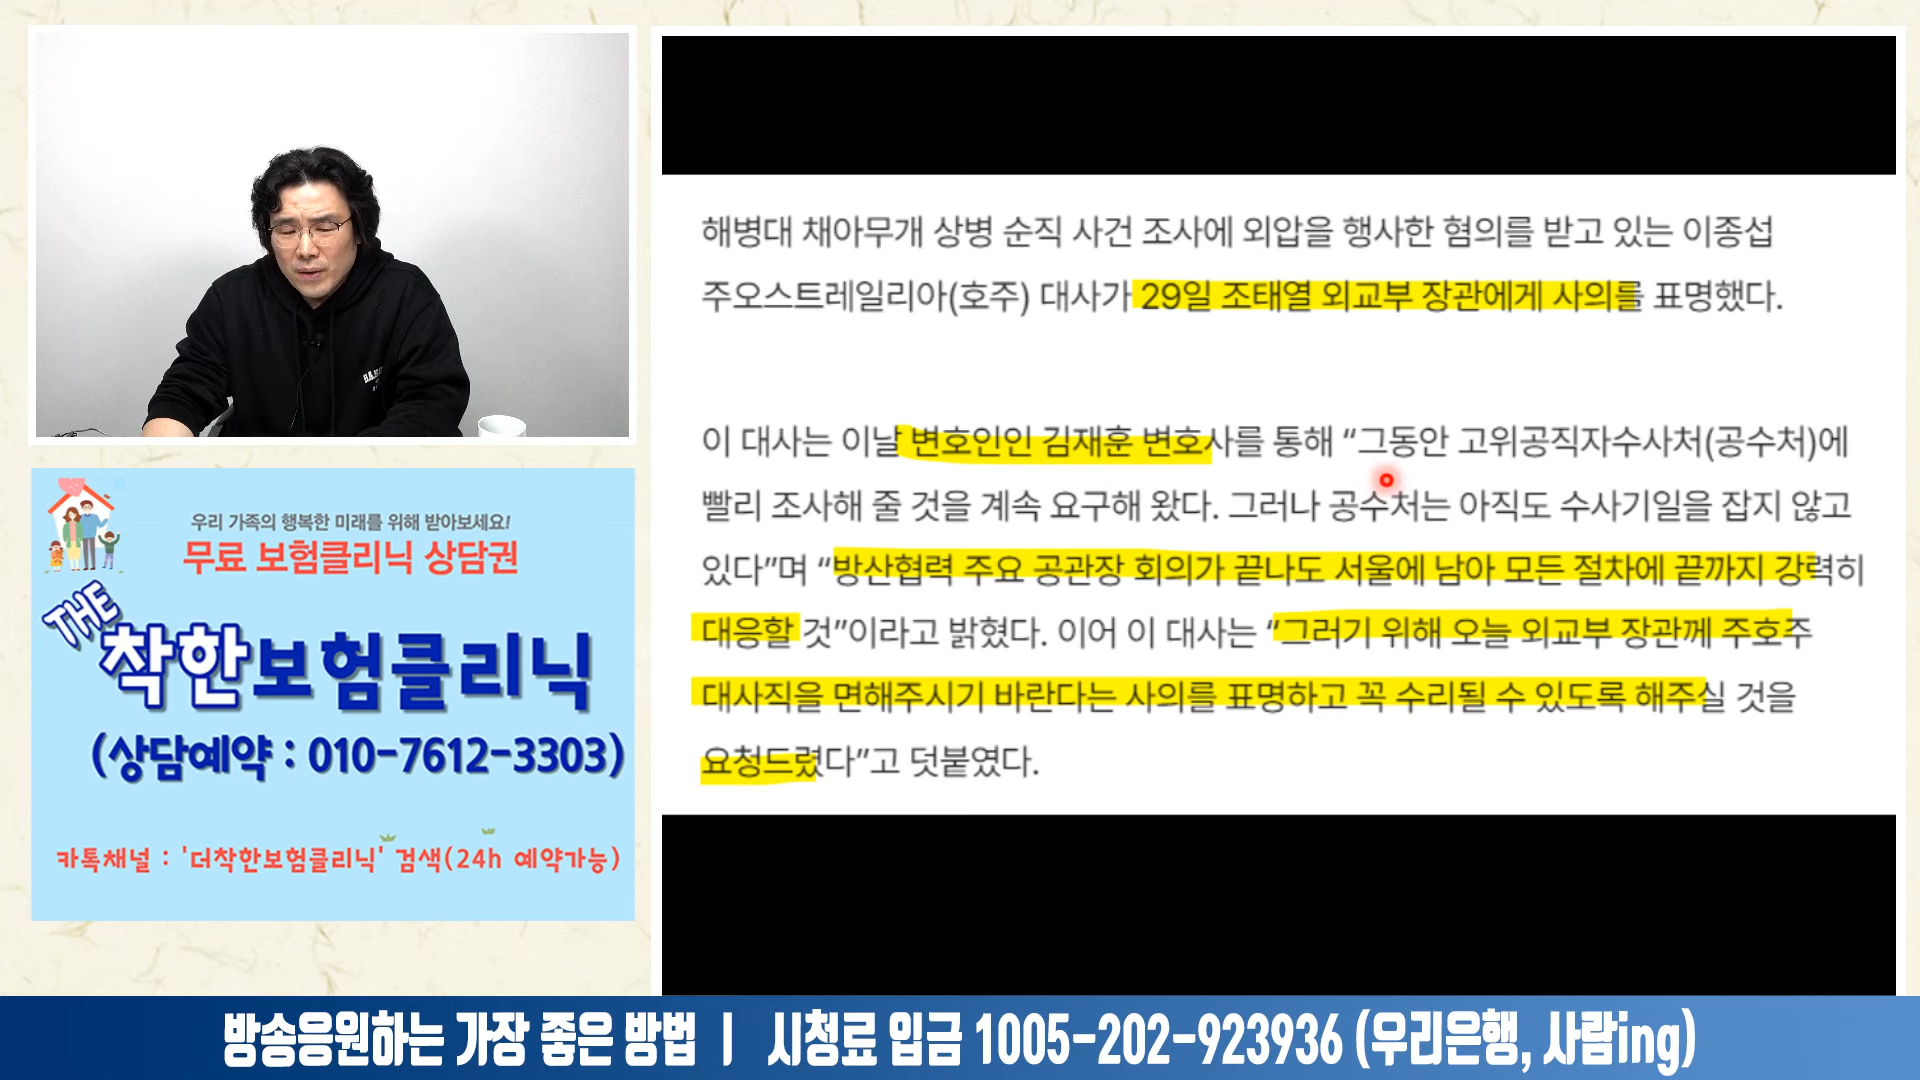 해병대 채아무개 상병 순직 사건 조사에 외압을 행사한 혐의를 받고 있는 이종섭
주오스트레일리아(호주) 대사가 29일 조태열 외교부 장관에게 사의를 표명했다.
이 대사는 이날 변호인인 김재훈 변호사를 통해 “그동안 고위공직자수사처(공수처)에
빨리 조사해 줄 것을 계속 요구해 왔다. 그러나 공수처는 아직도 수사기일을 잡지 않고
있다”며 “방산협력 주요 공관장 회의가 끝나도 서울에 남아 모든 절차에 끝까지 강력히
대응할 것”이라고 밝혔다. 이어 이 대사는 “그러기 위해 오늘 외교부 장관께 주호주
대사직을 면해주시기 바란다는 사의를 표명하고 꼭 수리될 수 있도록 해주실 것을
요청드렸다”고 덧붙였다.
우리 가족의 행복한 미래를 위해 받아보세요!
무료 보험클리닉 상담권
THE
착한보험클리닉
(상담예약 : 010-7612-3303)
카톡채널 : '더착한보험클리닉' 검색(24h 예약가능)
방송응원하는 가장 좋은 방법 ㅣ 시청료 입금 1005-202-923936 (우리은행, 사람ing)